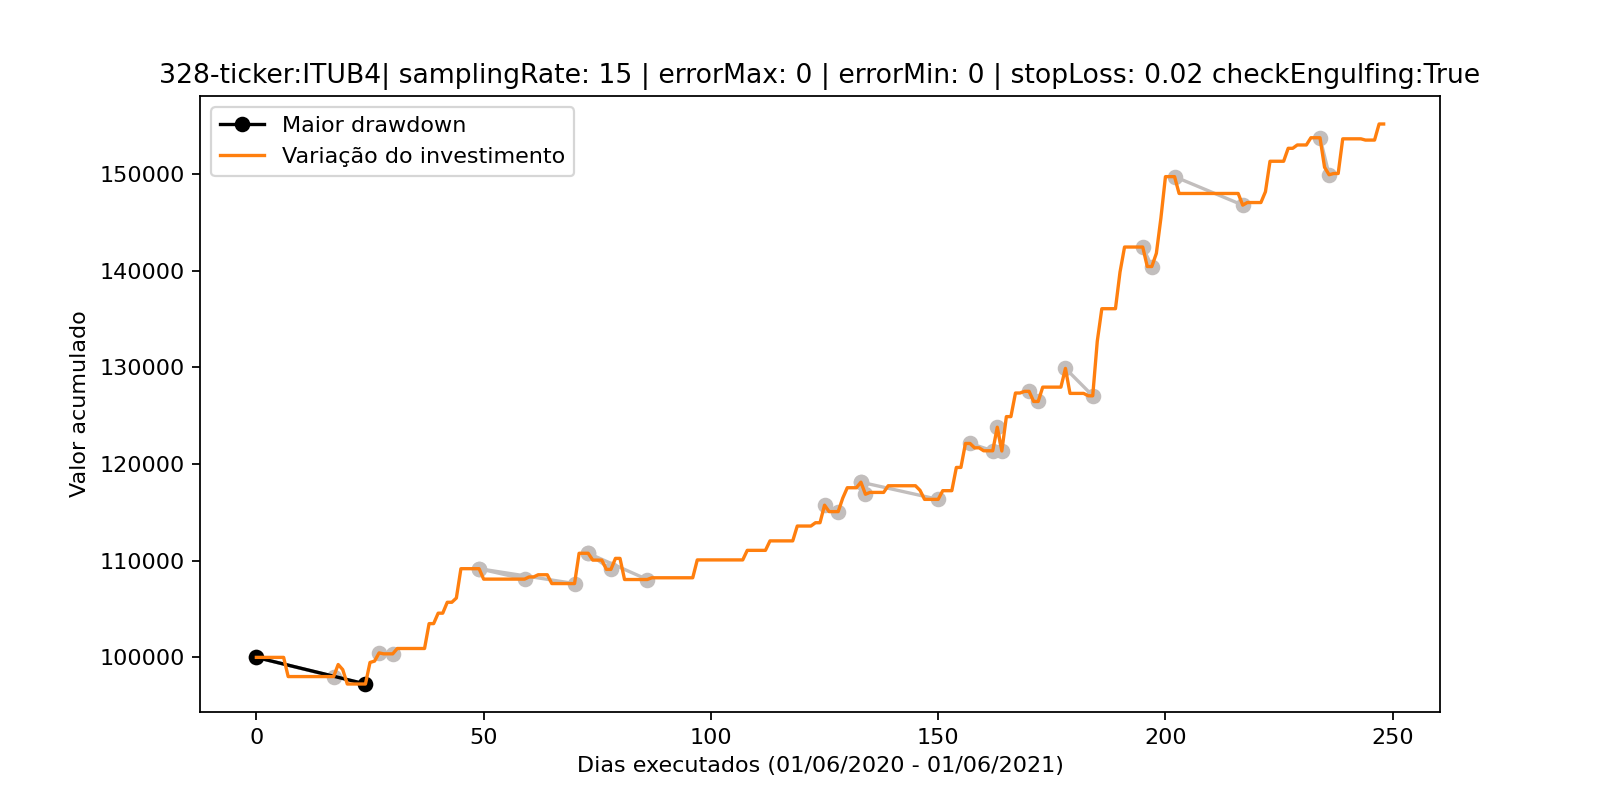 328-ticker:ITUB4| samplingRate: 15 | errorMax: 0 | errorMin: 0 | stopLoss: 0.02 checkEngulfing:True
Maior drawdown
Variação do investimento
150000
140000
130000
120000
110000
100000
Valor acumulado
0 50 100 150 200 250
Dias executados (01/06/2020 - 01/06/2021)